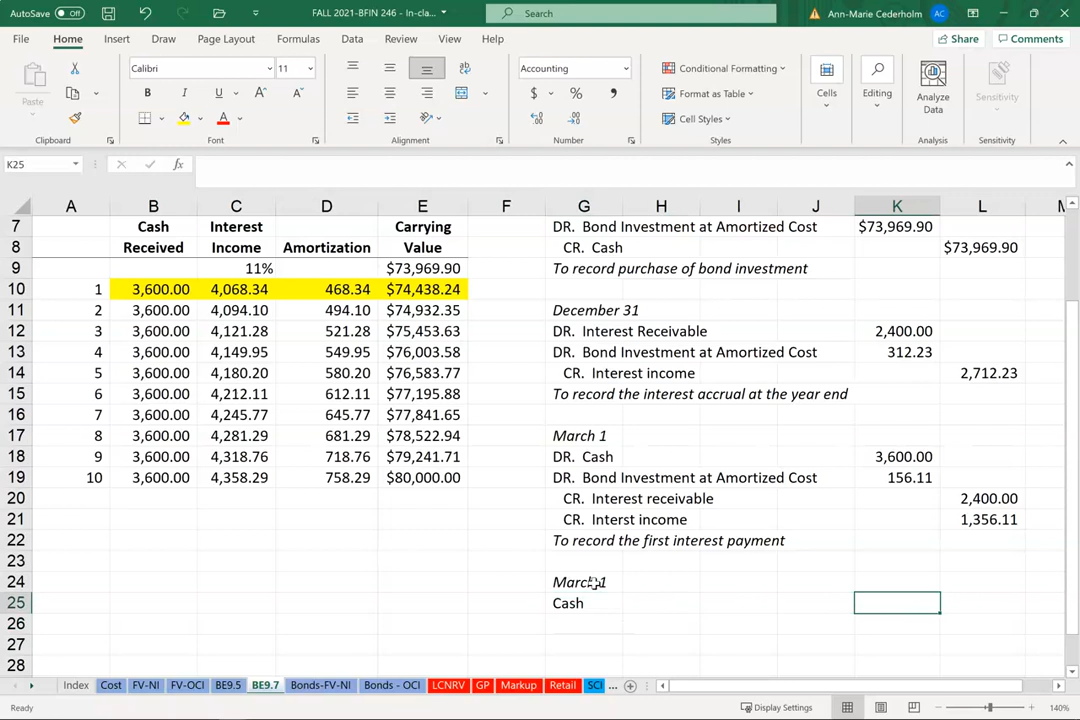 AutoSave Off FALL 2021-BFIN 246 - In-cla... Search Ann-Marie Cederholm AC
File Home Insert Draw Page Layout Formulas Data Review View Help Share Comments
Calibri 11 Accounting Conditional Formatting
Paste B I U $ % Format as Table Cells Editing Analyze Data Sensitivity
Cell Styles
Clipboard Font Alignment Number Styles Analysis Sensitivity
K25 fx
A B C D E F G H I J K L M
7 Cash Interest Carrying DR. Bond Investment at Amortized Cost $73,969.90
8 Received Income Amortization Value CR. Cash $73,969.90
9 11% $73,969.90 To record purchase of bond investment
10 1 3,600.00 4,068.34 468.34 $74,438.24
11 2 3,600.00 4,094.10 494.10 $74,932.35 December 31
12 3 3,600.00 4,121.28 521.28 $75,453.63 DR. Interest Receivable 2,400.00
13 4 3,600.00 4,149.95 549.95 $76,003.58 DR. Bond Investment at Amortized Cost 312.23
14 5 3,600.00 4,180.20 580.20 $76,583.77 CR. Interest income 2,712.23
15 6 3,600.00 4,212.11 612.11 $77,195.88 To record the interest accrual at the year end
16 7 3,600.00 4,245.77 645.77 $77,841.65
17 8 3,600.00 4,281.29 681.29 $78,522.94 March 1
18 9 3,600.00 4,318.76 718.76 $79,241.71 DR. Cash 3,600.00
19 10 3,600.00 4,358.29 758.29 $80,000.00 DR. Bond Investment at Amortized Cost 156.11
20 CR. Interest receivable 2,400.00
21 CR. Interst income 1,356.11
22 To record the first interest payment
23
24 March 1
25 Cash
26
27
28
Index Cost FV-NI FV-OCI BE9.5 BE9.7 Bonds-FV-NI Bonds - OCI LCNRV GP Markup Retail SCI ...
Ready Display Settings 140%